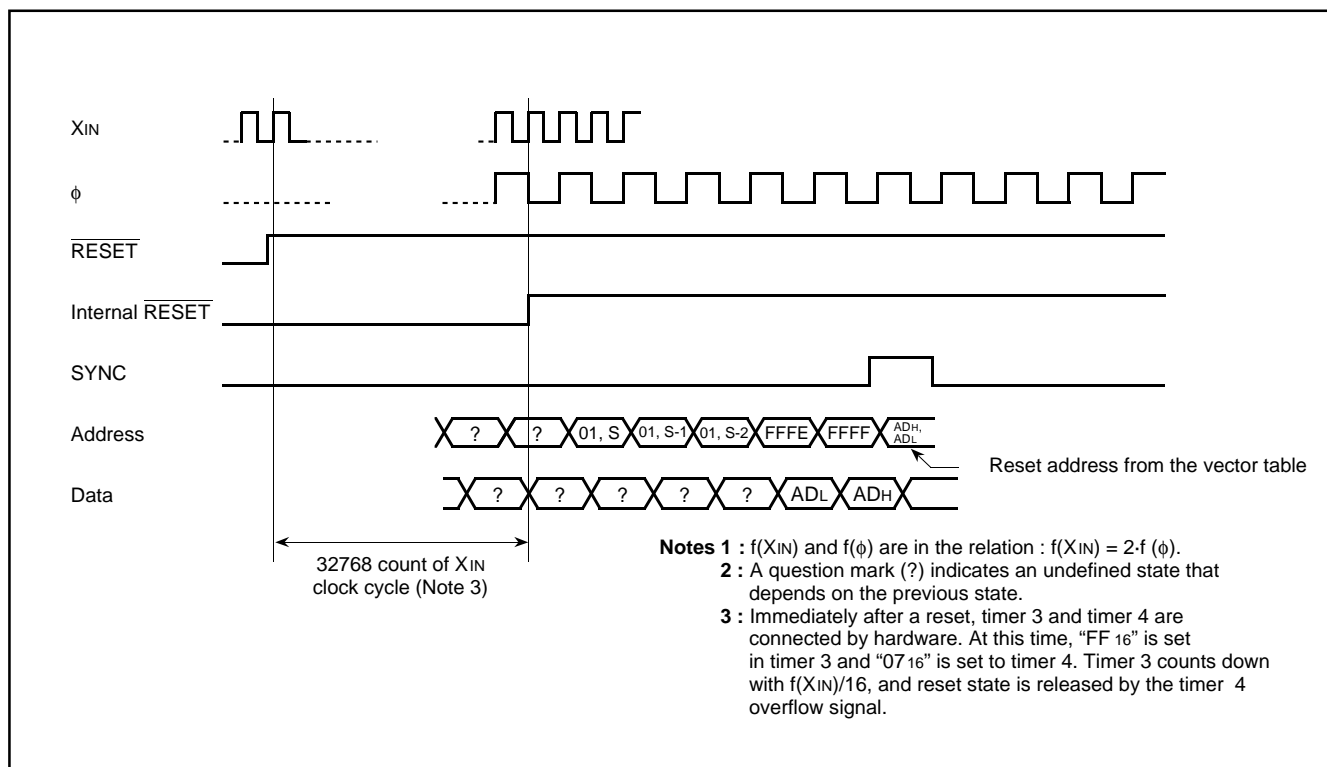 XIN
ϕ
RESET
Internal RESET
SYNC
Address
? ? 01, S 01, S-1 01, S-2 FFFE FFFF ADH, ADL
Reset address from the vector table
Data
? ? ? ? ? ADL ADH
32768 count of XIN
clock cycle (Note 3)
Notes 1 : f(XIN) and f(ϕ) are in the relation : f(XIN) = 2·f (ϕ).
2 : A question mark (?) indicates an undefined state that
depends on the previous state.
3 : Immediately after a reset, timer 3 and timer 4 are
connected by hardware. At this time, “FF 16” is set
in timer 3 and “0716” is set to timer 4. Timer 3 counts down
with f(XIN)/16, and reset state is released by the timer 4
overflow signal.